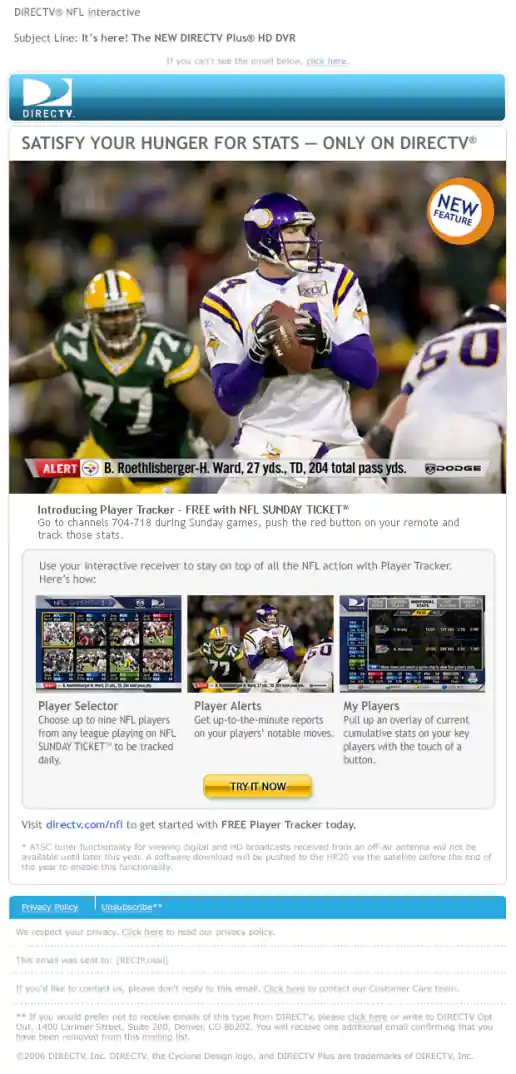 DIRECTV® NFL interactive
Subject Line: It's here! The NEW DIRECTV Plus® HD DVR
If you can't see the email below, click here.
DIRECTV.
SATISFY YOUR HUNGER FOR STATS — ONLY ON DIRECTV®
NEW
FEATURE
77
77
4
XLV
60
ALERT B. Roethlisberger-H. Ward, 27 yds., TD, 204 total pass yds. DODGE
Introducing Player Tracker - FREE with NFL SUNDAY TICKET™
Go to channels 704-718 during Sunday games, push the red button on your remote and
track those stats.
Use your interactive receiver to stay on top of all the NFL action with Player Tracker.
Here's how:
INDIVIDUAL
STATS
Player Selector
Choose up to nine NFL players
from any league playing on NFL
SUNDAY TICKET™ to be tracked
daily.
Player Alerts
Get up-to-the-minute reports
on your players' notable moves.
My Players
Pull up an overlay of current
cumulative stats on your key
players with the touch of a
button.
TRY IT NOW
Visit directv.com/nfl to get started with FREE Player Tracker today.
* ATSC tuner functionality for viewing digital and HD broadcasts received from an off-air antenna will not be
available until later this year. A software download will be pushed to the HR20 via the satellite before the end of
the year to enable this functionality.
Privacy Policy Unsubscribe**
We respect your privacy. Click here to read our privacy policy.
This email was sent to: {RECIP.mail}
If you'd like to contact us, please don't reply to this email. Click here to contact our Customer Care team.
** If you would prefer not to receive emails of this type from DIRECTV, please click here or write to DIRECTV Opt
Out, 1400 Larimer Street, Suite 200, Denver, CO 80202. You will receive one additional email confirming that you
have been removed from this mailing list.
©2006 DIRECTV, Inc. DIRECTV, the Cyclone Design logo, and DIRECTV Plus are trademarks of DIRECTV, Inc.